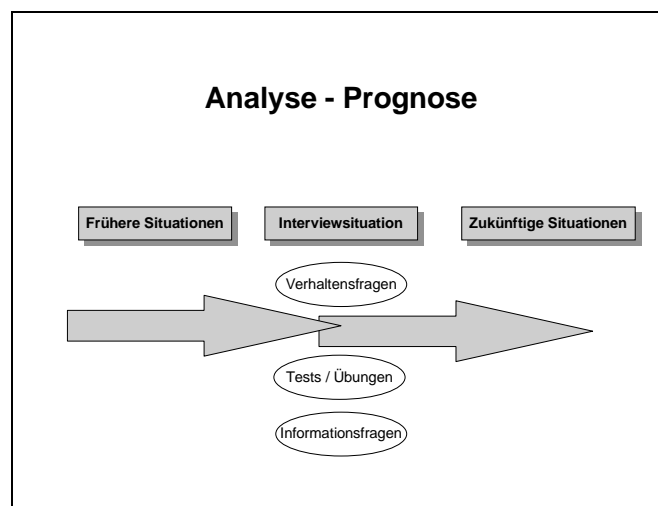 Analyse - Prognose
Frühere Situationen
Interviewsituation
Zukünftige Situationen
Verhaltensfragen
Tests / Übungen
Informationsfragen